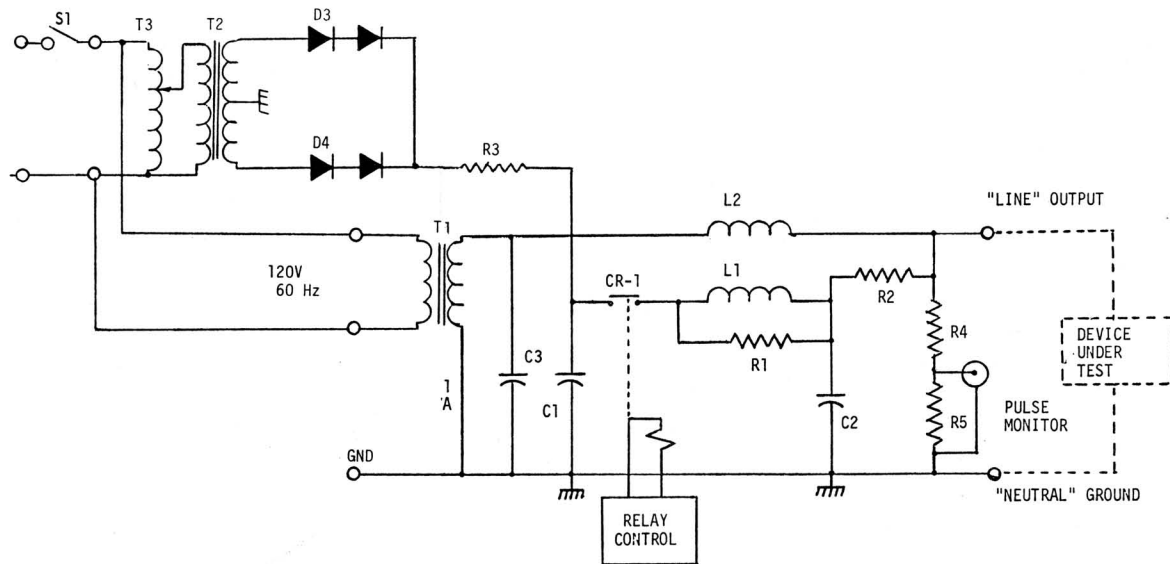 S1
T3
T2
D3
D4
R3
T1
120V
60 Hz
L2
"LINE" OUTPUT
CR-1
L1
R2
R1
R4
DEVICE
UNDER
TEST
C3
C1
C2
R5
PULSE
MONITOR
1
GND
RELAY
CONTROL
"NEUTRAL" GROUND